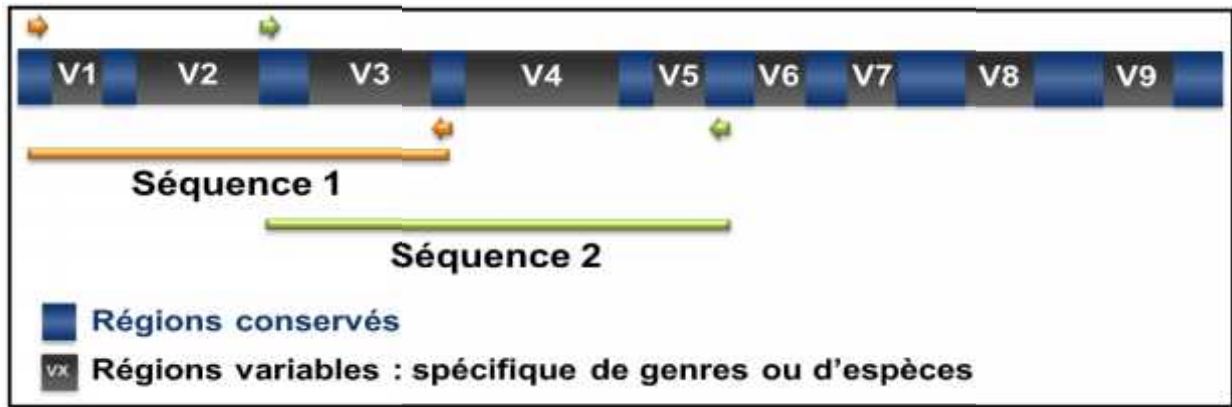 V1 V2 V3 V4 V5 V6 V7 V8 V9
Séquence 1
Séquence 2
Régions conservés
VX Régions variables : spécifique de genres ou d'espèces